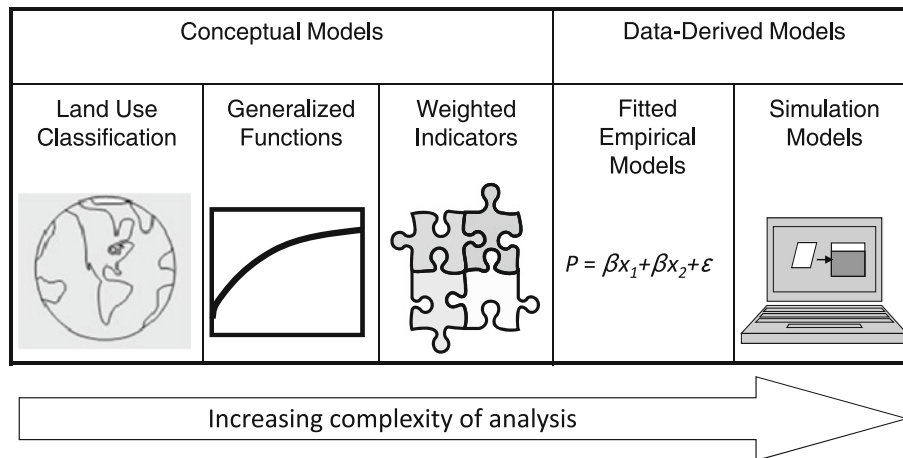 Conceptual Models
Data-Derived Models
Land Use
Classification
Generalized
Functions
Weighted
Indicators
Fitted
Empirical
Models
Simulation
Models
P = βx₁+βx₂+ε
Increasing complexity of analysis